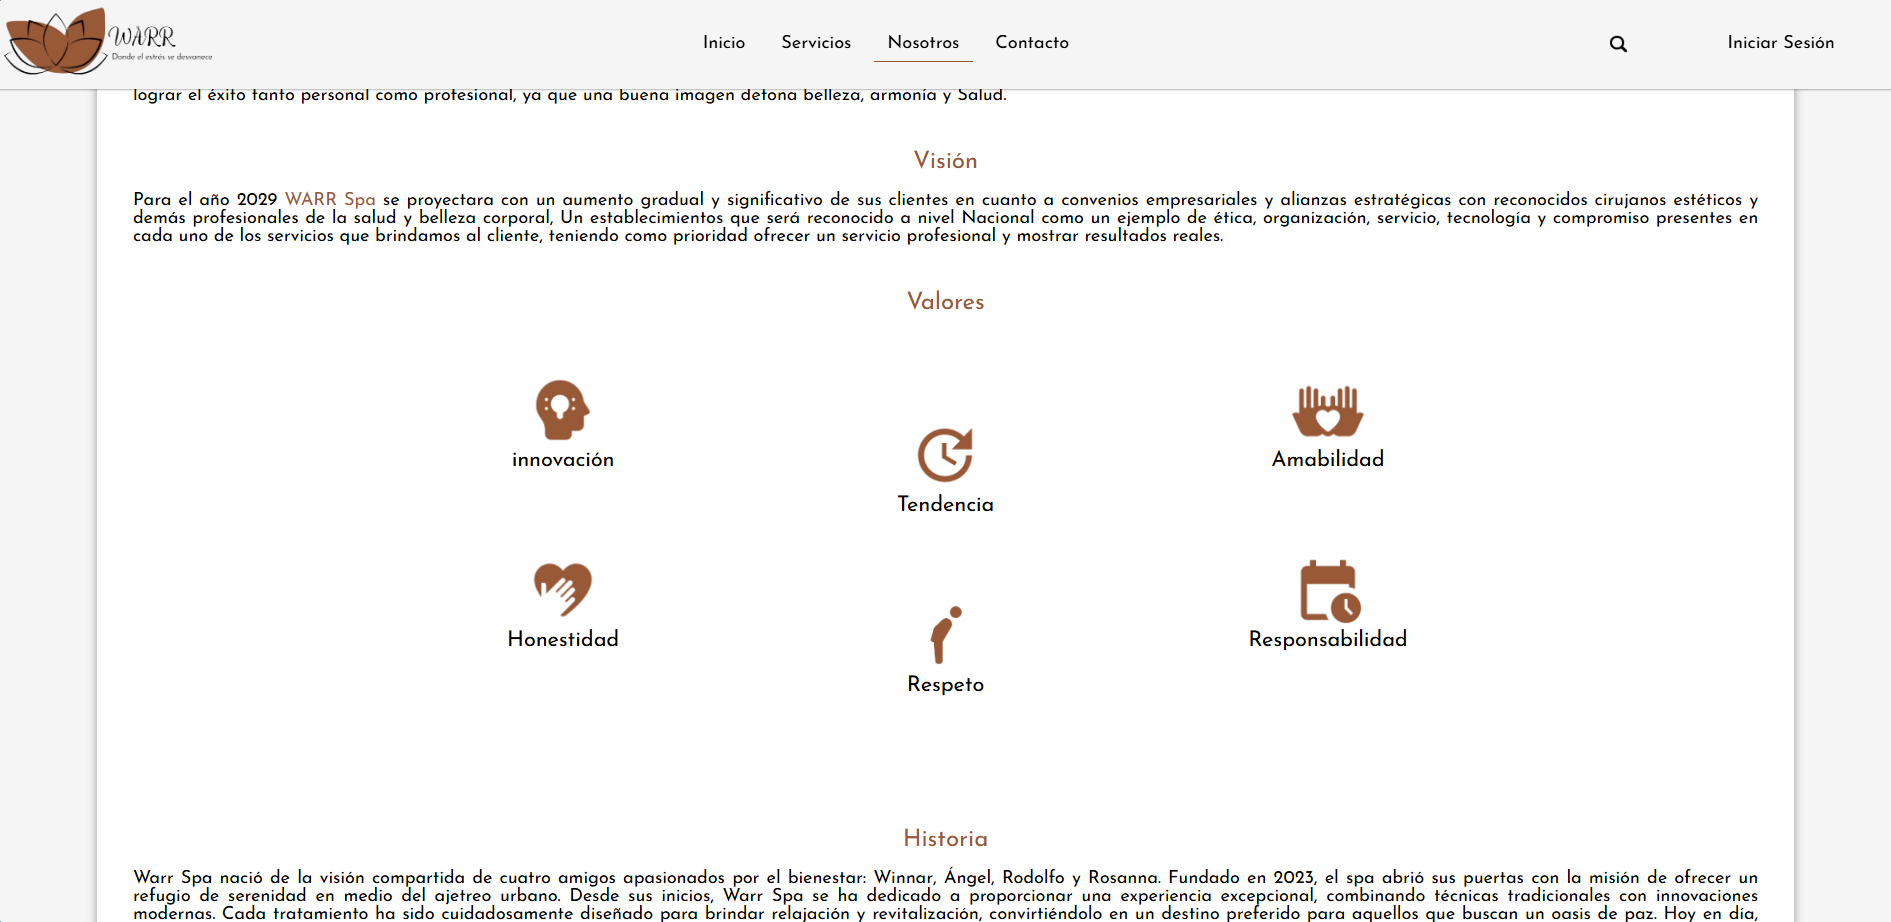 WARR
Donde el estrés se desvanece
Inicio
Servicios
Nosotros
Contacto
Iniciar Sesión
lograr el éxito tanto personal como profesional, ya que una buena imagen detona belleza, armonía y Salud.
Visión
Para el año 2029 WARR Spa se proyectara con un aumento gradual y significativo de sus clientes en cuanto a convenios empresariales y alianzas estratégicas con reconocidos cirujanos estéticos y
demás profesionales de la salud y belleza corporal, Un establecimientos que será reconocido a nivel Nacional como un ejemplo de ética, organización, servicio, tecnología y compromiso presentes en
cada uno de los servicios que brindamos al cliente, teniendo como prioridad ofrecer un servicio profesional y mostrar resultados reales.
Valores
innovación
Tendencia
Amabilidad
Honestidad
Respeto
Responsabilidad
Historia
Warr Spa nació de la visión compartida de cuatro amigos apasionados por el bienestar: Winnar, Ángel, Rodolfo y Rosanna. Fundado en 2023, el spa abrió sus puertas con la misión de ofrecer un
refugio de serenidad en medio del ajetreo urbano. Desde sus inicios, Warr Spa se ha dedicado a proporcionar una experiencia excepcional, combinando técnicas tradicionales con innovaciones
modernas. Cada tratamiento ha sido cuidadosamente diseñado para brindar relajación y revitalización, convirtiéndolo en un destino preferido para aquellos que buscan un oasis de paz. Hoy en día,